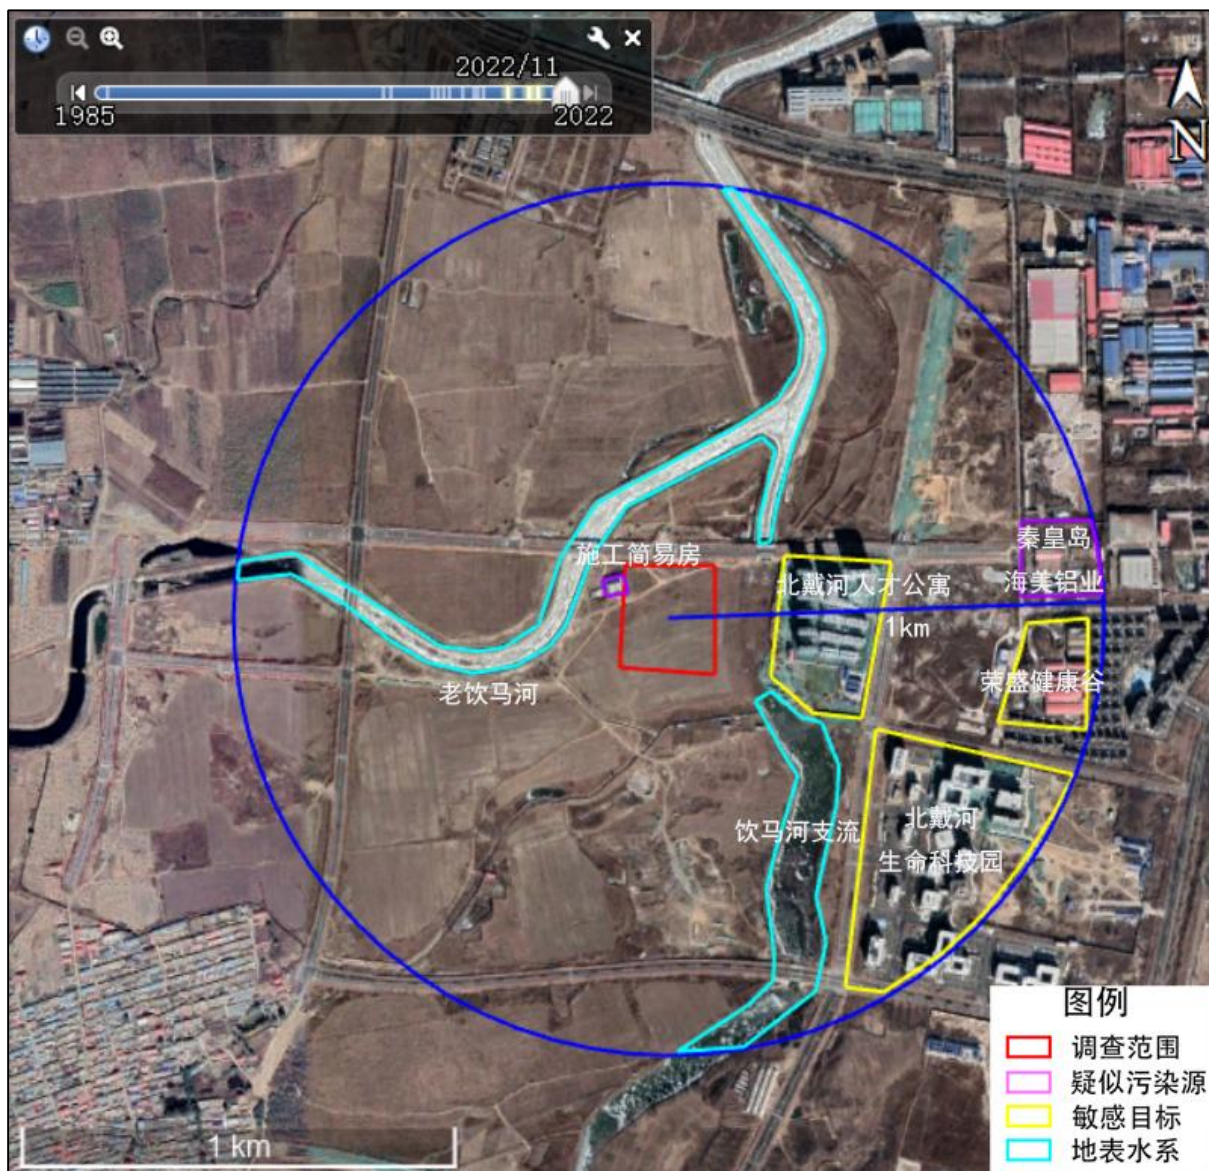 2022/11
1985
2022
N
施工简易房
秦皇岛
海美铝业
北戴河人才公寓
1km
荣盛健康谷
老饮马河
饮马河支流
北戴河
生命科技园
图例
调查范围
疑似污染源
敏感目标
地表水系
1 km